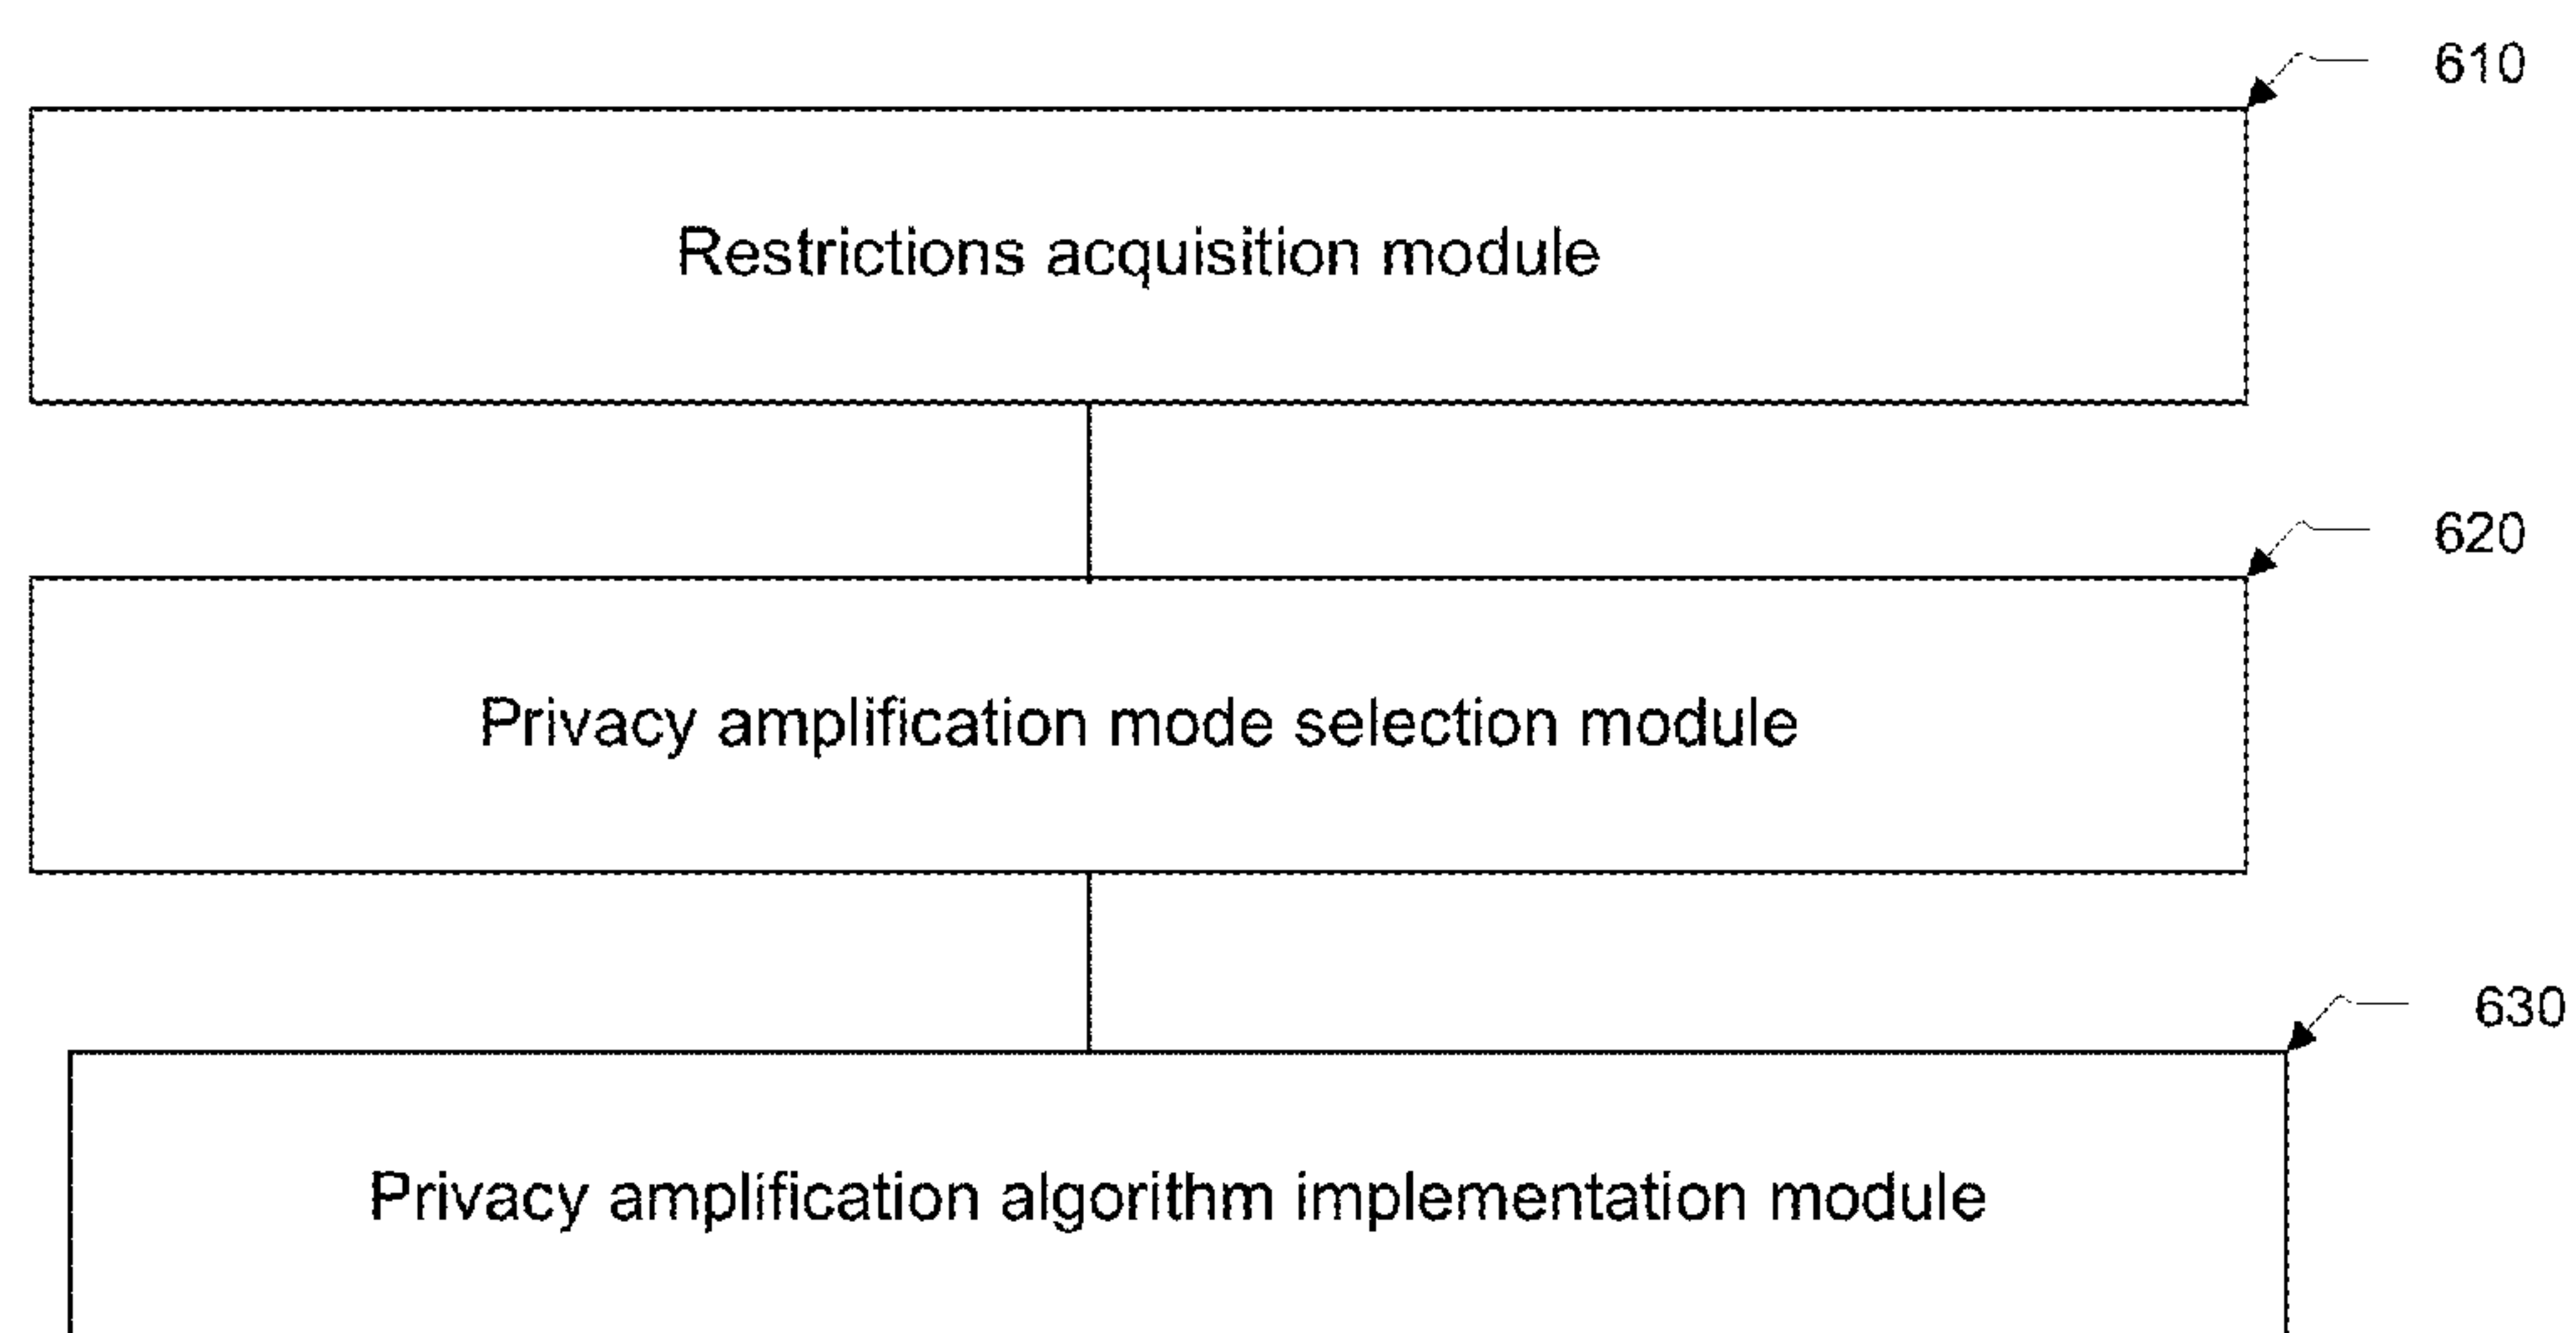 610
Restrictions acquisition module
620
Privacy amplification mode selection module
630
Privacy amplification algorithm implementation module